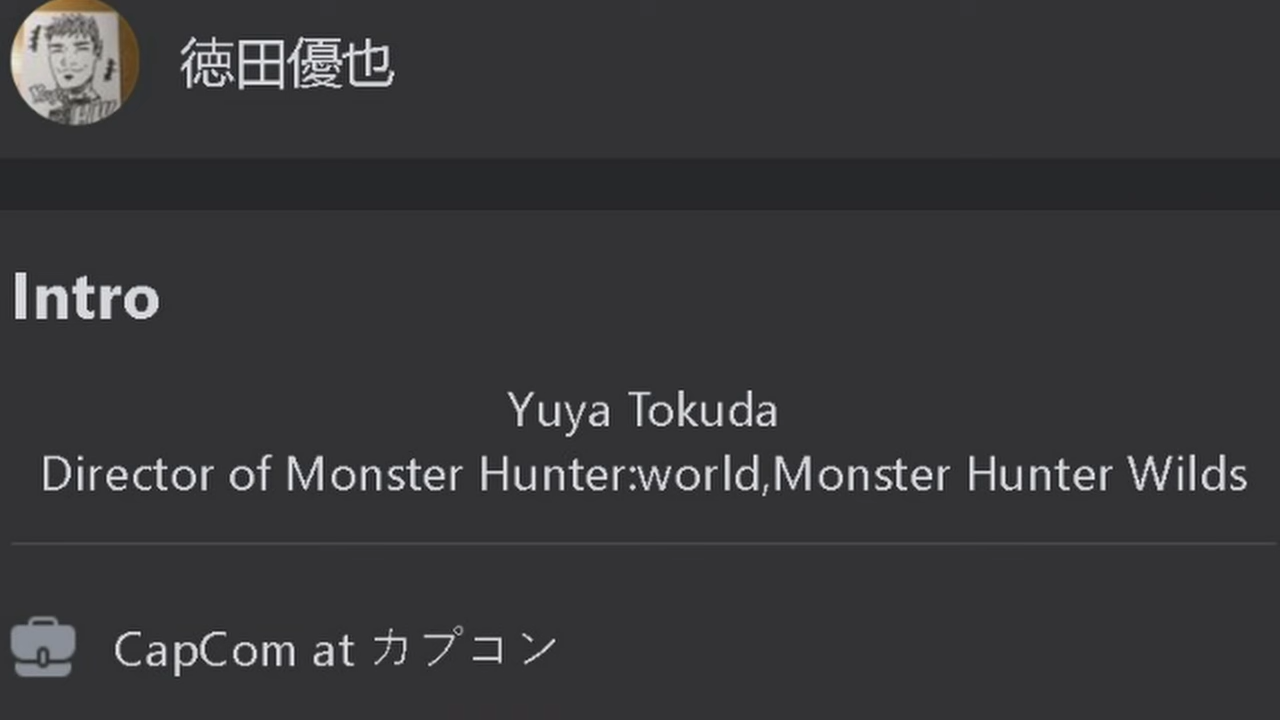 徳田優也
Intro
Yuya Tokuda
Director of Monster Hunter:world,Monster Hunter Wilds
CapCom at カプコン